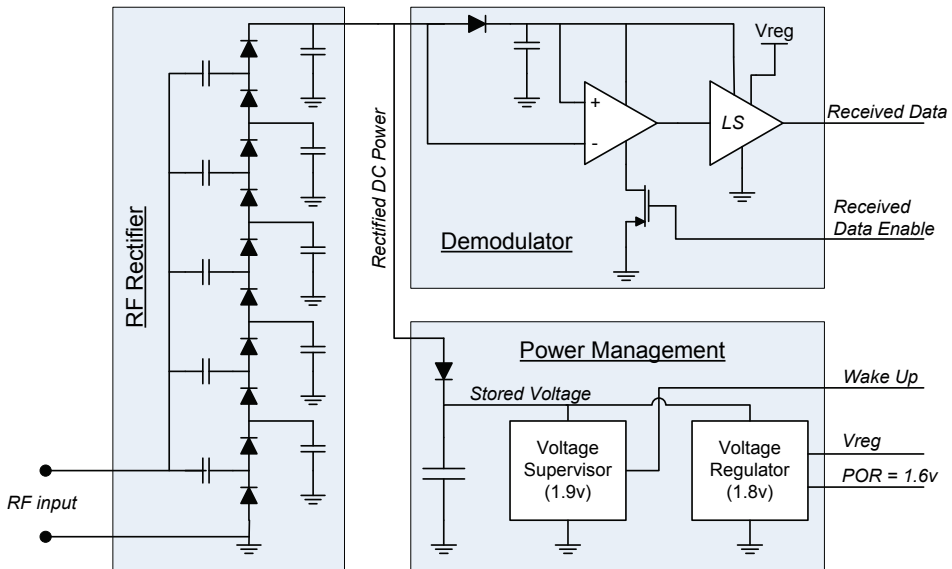 Vreg
+
-
LS
Received Data
Received
Data Enable
Demodulator
Rectified DC Power
RF Rectifier
RF input
Power Management
Stored Voltage
Wake Up
Voltage
Supervisor
(1.9v)
Voltage
Regulator
(1.8v)
Vreg
POR = 1.6v